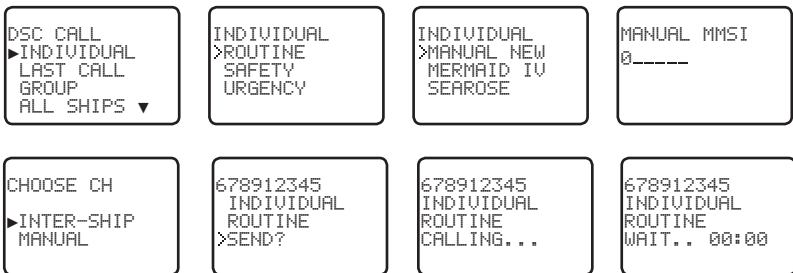 DSC CALL
►INDIVIDUAL
LAST CALL
GROUP
ALL SHIPS ▼
INDIVIDUAL
>ROUTINE
SAFETY
URGENCY
INDIVIDUAL
>MANUAL NEW
MERMAID IV
SEAROSE
MANUAL MMSI
0_____
CHOOSE CH
►INTER-SHIP
MANUAL
678912345
INDIVIDUAL
ROUTINE
>SEND?
678912345
INDIVIDUAL
ROUTINE
CALLING...
678912345
INDIVIDUAL
ROUTINE
WAIT.. 00:00